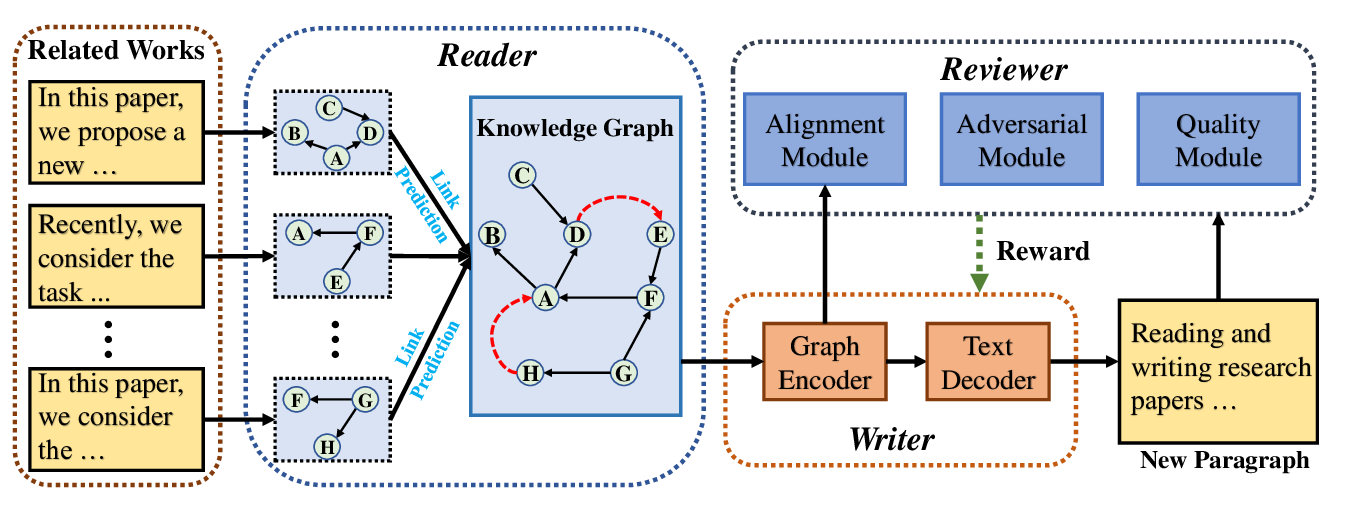 Related Works
In this paper,
we propose a
new …
Recently, we
consider the
task ...
In this paper,
we consider
the …
Reader
C
B
D
A
A
F
E
F
G
H
Link
Prediction
Link
Prediction
Knowledge Graph
C
B
D
E
A
F
H
G
Reviewer
Alignment
Module
Adversarial
Module
Quality
Module
Reward
Graph
Encoder
Text
Decoder
Writer
Reading and
writing research
papers …
New Paragraph